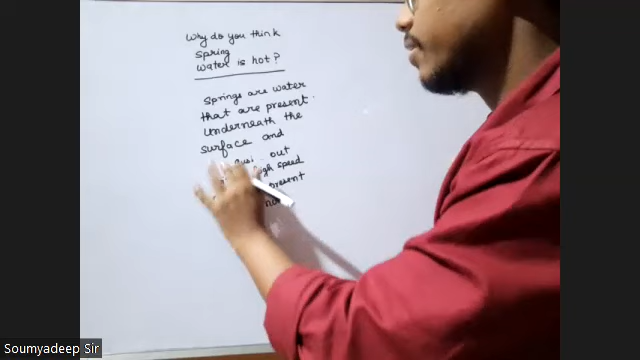 Why do you think
spring
water is hot?
Springs are water
that are present
underneath the
surface and
out
high speed
present
Soumyadeep Sir